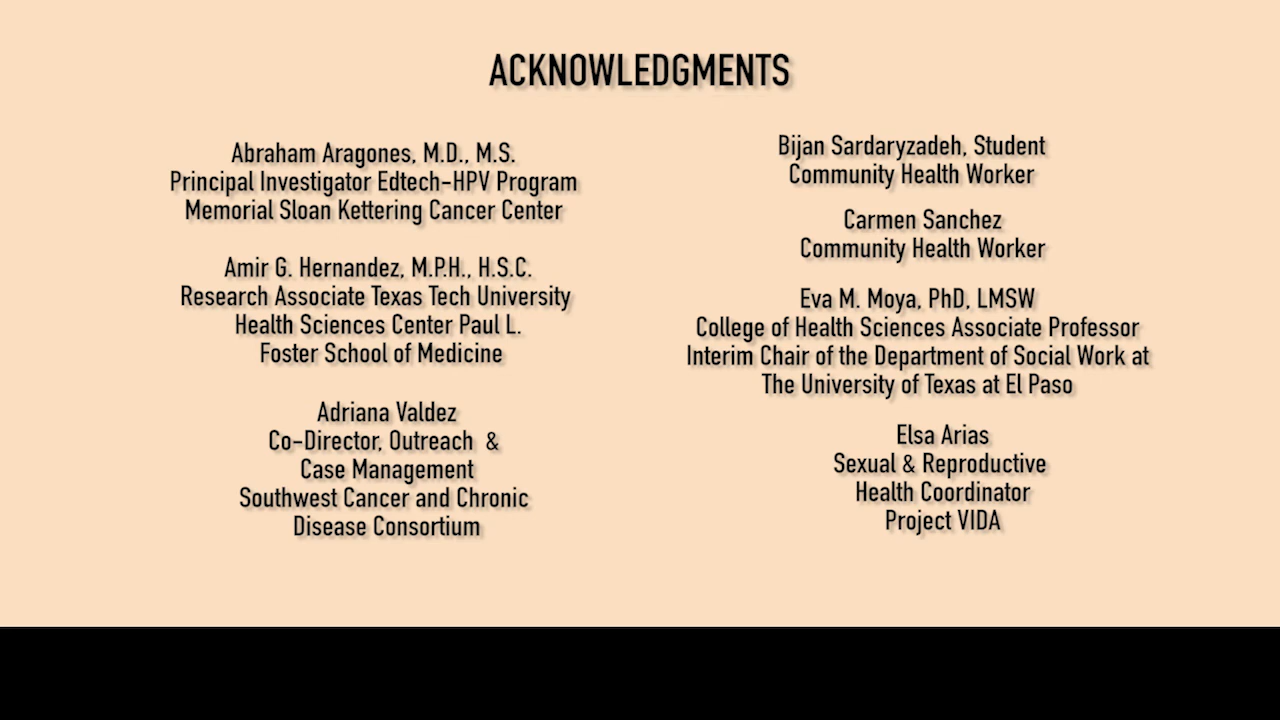 ACKNOWLEDGMENTS
Abraham Aragones, M.D., M.S.
Principal Investigator Edtech-HPV Program
Memorial Sloan Kettering Cancer Center
Amir G. Hernandez, M.P.H., H.S.C.
Research Associate Texas Tech University
Health Sciences Center Paul L.
Foster School of Medicine
Adriana Valdez
Co-Director, Outreach &
Case Management
Southwest Cancer and Chronic
Disease Consortium
Bijan Sardaryzadeh, Student
Community Health Worker
Carmen Sanchez
Community Health Worker
Eva M. Moya, PhD, LMSW
College of Health Sciences Associate Professor
Interim Chair of the Department of Social Work at
The University of Texas at El Paso
Elsa Arias
Sexual & Reproductive
Health Coordinator
Project VIDA